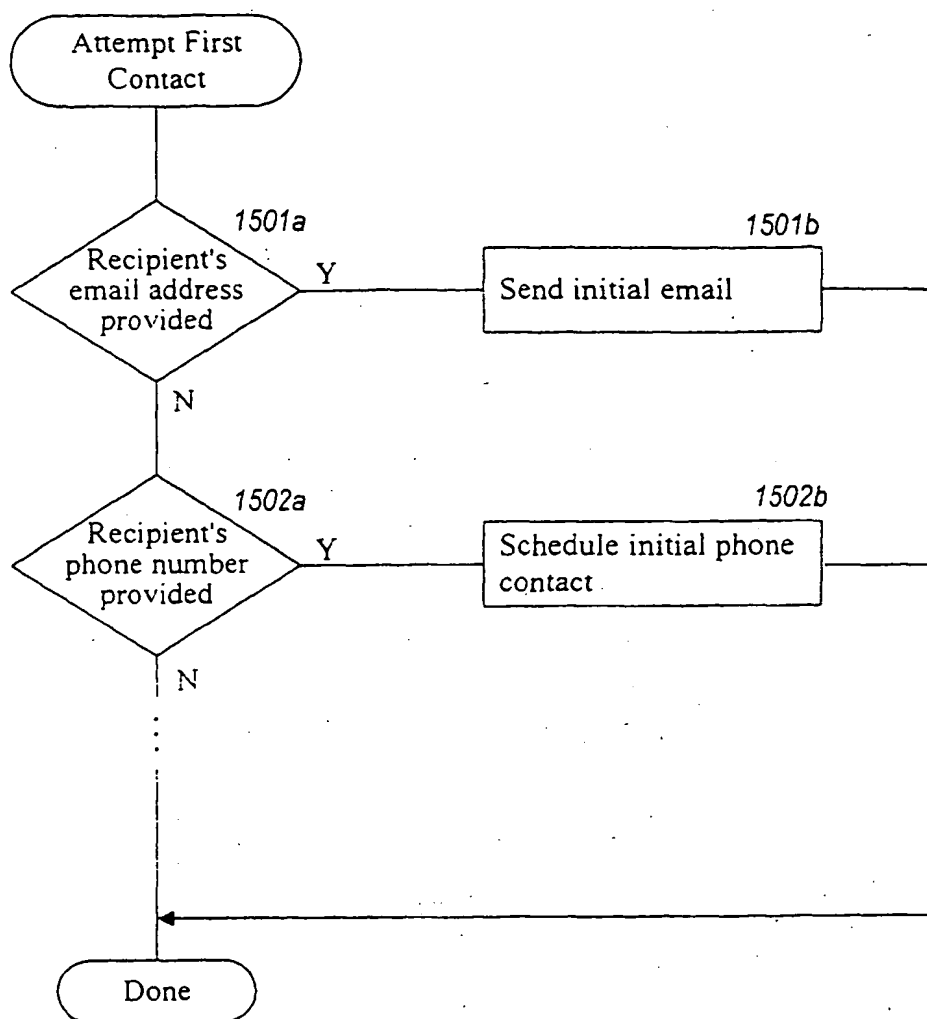 Attempt First
Contact
1501a
Recipient's
email address
provided
Y
N
1501b
Send initial email
1502a
Recipient's
phone number
provided
Y
N
1502b
Schedule initial phone
contact
Done